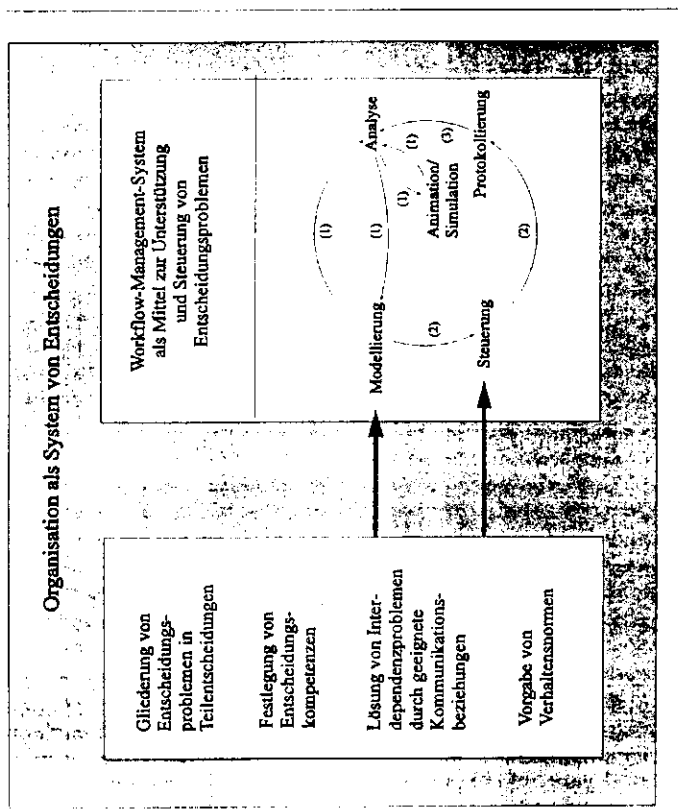 Organisation als System von Entscheidungen
Gliederung von
Entscheidungs-
problemen in
Teilentscheidungen
Festlegung von
Entscheidungs-
kompetenzen
Lösung von Inter-
dependenzproblemen
durch geeignete
Kommunikations-
beziehungen
Vorgabe von
Verhaltensnormen
Workflow-Management-System
als Mittel zur Unterstützung
und Steuerung von
Entscheidungsproblemen
(1)
Modellierung
(1)
Analyse
(1)
(1)
Animation/
Simulation
(2)
(3)
Steuerung
Protokollierung
(2)